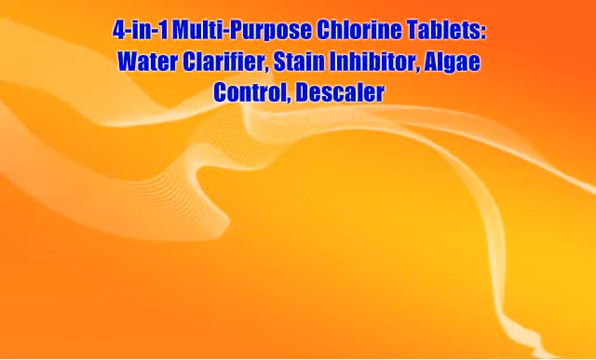 4-in-1 Multi-Purpose Chlorine Tablets:
Water Clarifier, Stain Inhibitor, Algae
Control, Descaler